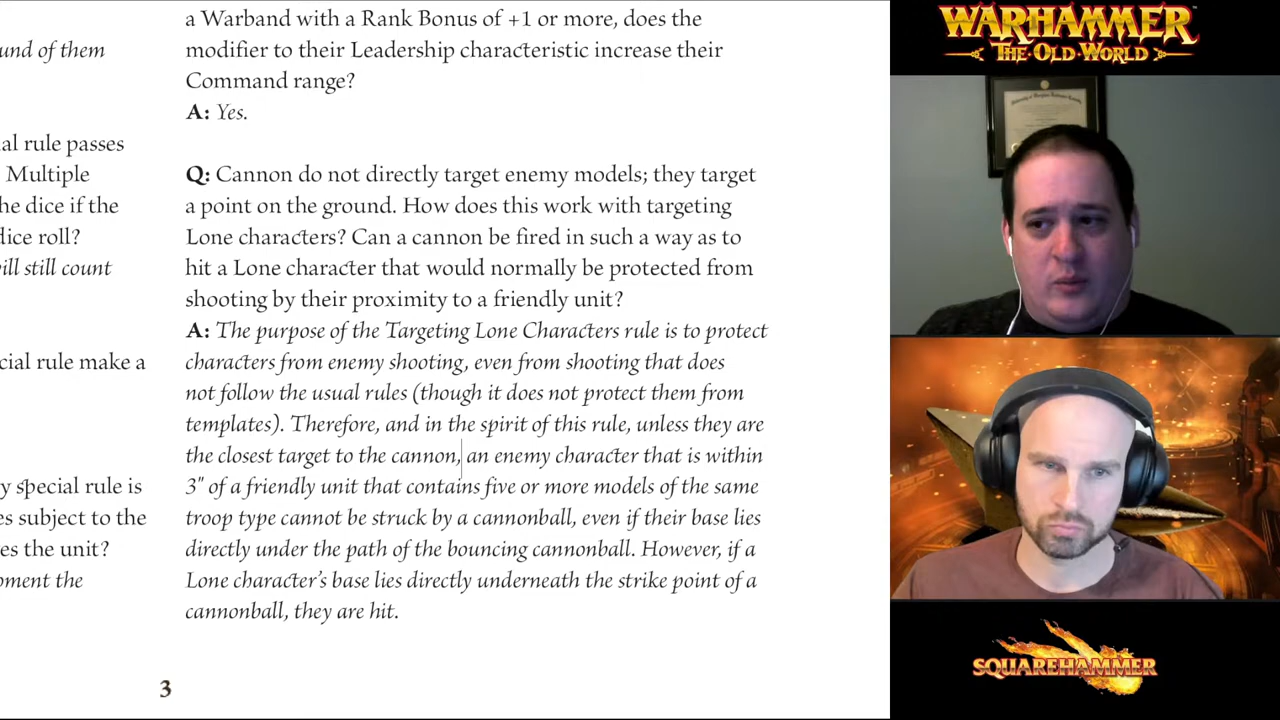 und of them
al rule passes
Multiple
he dice if the
dice roll?
ill still count
cial rule make a
y special rule is
es subject to the
es the unit?
oment the
a Warband with a Rank Bonus of +1 or more, does the
modifier to their Leadership characteristic increase their
Command range?
A: Yes.
Q: Cannon do not directly target enemy models; they target
a point on the ground. How does this work with targeting
Lone characters? Can a cannon be fired in such a way as to
hit a Lone character that would normally be protected from
shooting by their proximity to a friendly unit?
A: The purpose of the Targeting Lone Characters rule is to protect
characters from enemy shooting, even from shooting that does
not follow the usual rules (though it does not protect them from
templates). Therefore, and in the spirit of this rule, unless they are
the closest target to the cannon, an enemy character that is within
3" of a friendly unit that contains five or more models of the same
troop type cannot be struck by a cannonball, even if their base lies
directly under the path of the bouncing cannonball. However, if a
Lone character's base lies directly underneath the strike point of a
cannonball, they are hit.
3
WARHAMMER
THE OLD WORLD
SQUAREHAMMER